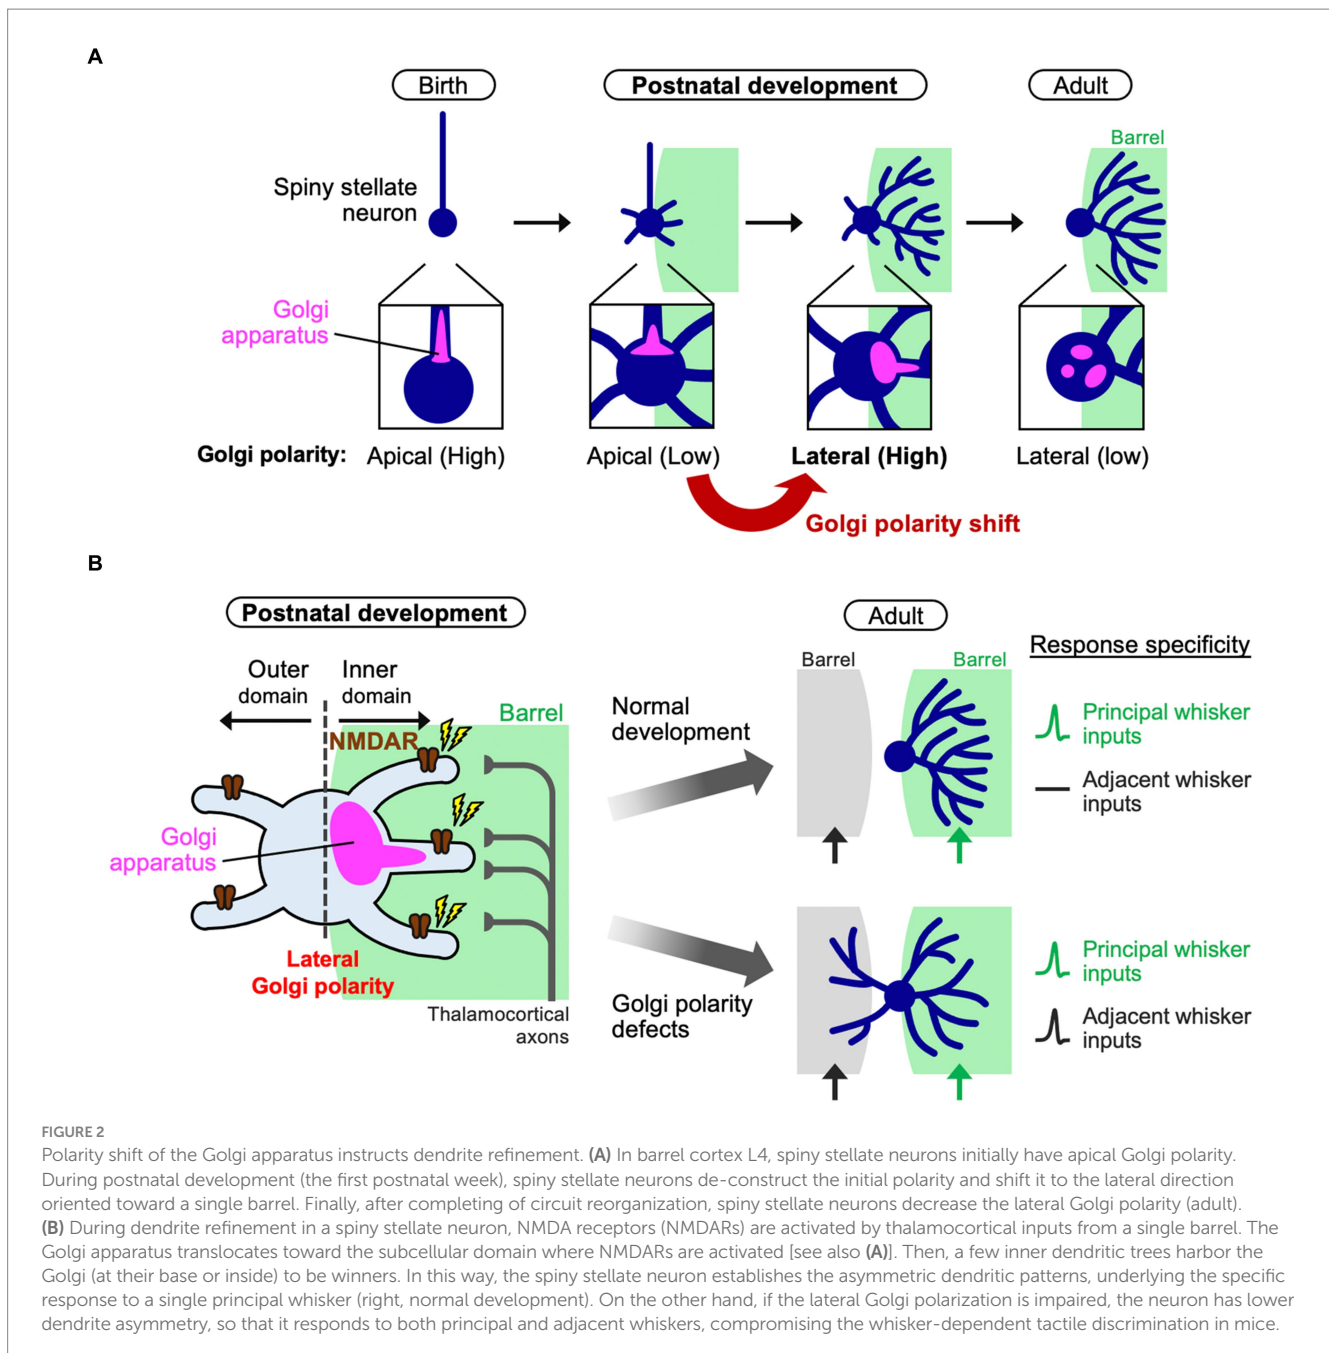 A
Birth
Postnatal development
Adult
Barrel
Spiny stellate
neuron
Golgi
apparatus
Golgi polarity:
Apical (High)
Apical (Low)
Lateral (High)
Lateral (low)
Golgi polarity shift
B
Postnatal development
Adult
Outer
domain
Inner
domain
Barrel
NMDAR
Golgi
apparatus
Lateral
Golgi polarity
Thalamocortical
axons
Normal
development
Golgi polarity
defects
Barrel
Barrel
Response specificity
Principal whisker
inputs
Adjacent whisker
inputs
Principal whisker
inputs
Adjacent whisker
inputs
FIGURE 2
Polarity shift of the Golgi apparatus instructs dendrite refinement. (A) In barrel cortex L4, spiny stellate neurons initially have apical Golgi polarity.
During postnatal development (the first postnatal week), spiny stellate neurons de-construct the initial polarity and shift it to the lateral direction
oriented toward a single barrel. Finally, after completing of circuit reorganization, spiny stellate neurons decrease the lateral Golgi polarity (adult).
(B) During dendrite refinement in a spiny stellate neuron, NMDA receptors (NMDARs) are activated by thalamocortical inputs from a single barrel. The
Golgi apparatus translocates toward the subcellular domain where NMDARs are activated [see also (A)]. Then, a few inner dendritic trees harbor the
Golgi (at their base or inside) to be winners. In this way, the spiny stellate neuron establishes the asymmetric dendritic patterns, underlying the specific
response to a single principal whisker (right, normal development). On the other hand, if the lateral Golgi polarization is impaired, the neuron has lower
dendrite asymmetry, so that it responds to both principal and adjacent whiskers, compromising the whisker-dependent tactile discrimination in mice.